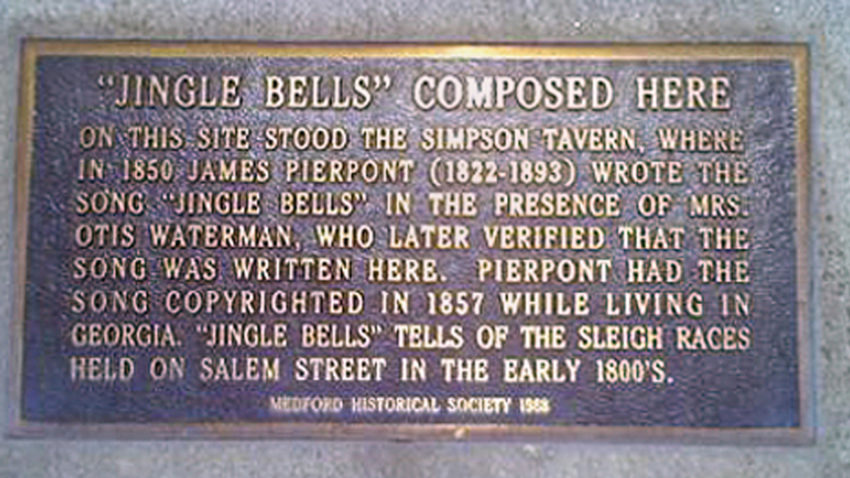 "JINGLE BELLS" COMPOSED HERE
ON THIS SITE STOOD THE SIMPSON TAVERN, WHERE
IN 1850 JAMES PIERPONT (1822-1893) WROTE THE
SONG "JINGLE BELLS" IN THE PRESENCE OF MRS.
OTIS WATERMAN, WHO LATER VERIFIED THAT THE
SONG WAS WRITTEN HERE. PIERPONT HAD THE
SONG COPYRIGHTED IN 1857 WHILE LIVING IN
GEORGIA. "JINGLE BELLS" TELLS OF THE SLEIGH RACES
HELD ON SALEM STREET IN THE EARLY 1800'S.
MEDFORD HISTORICAL SOCIETY